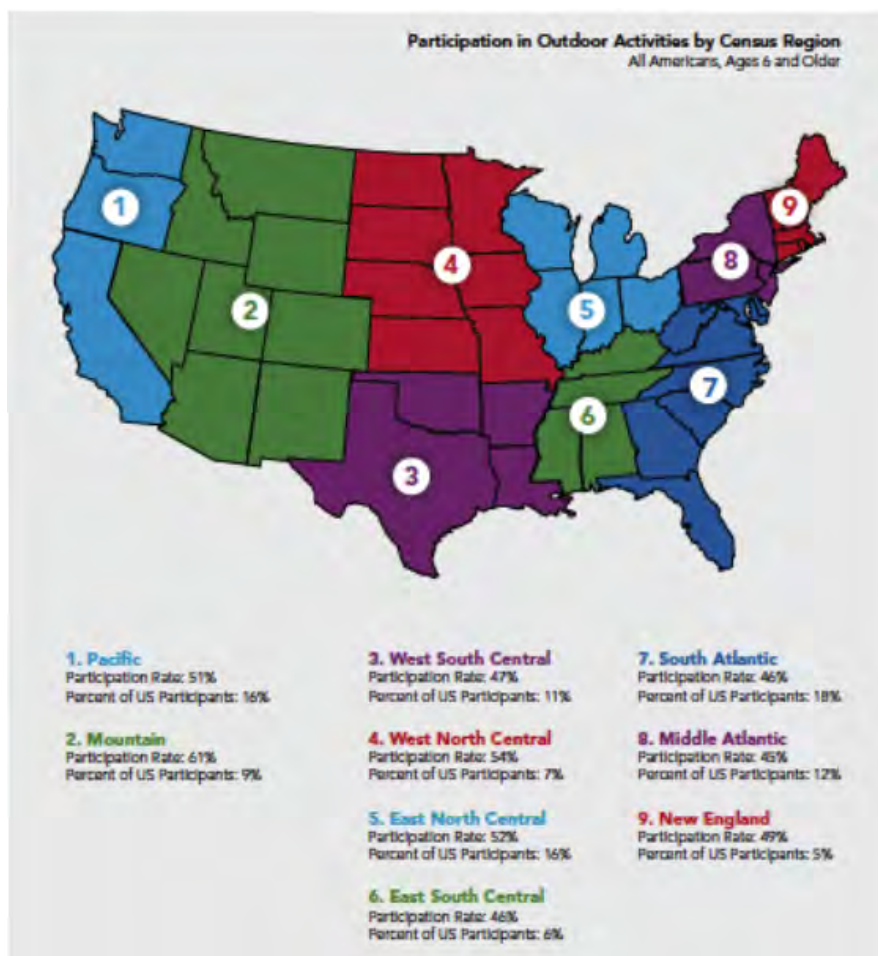 Participation in Outdoor Activities by Census Region
All Americans, Ages 6 and Older
1
2
3
4
5
6
7
8
9
1. Pacific
Participation Rate: 51%
Percent of US Participants: 16%
2. Mountain
Participation Rate: 61%
Percent of US Participants: 9%
3. West South Central
Participation Rate: 47%
Percent of US Participants: 11%
4. West North Central
Participation Rate: 54%
Percent of US Participants: 7%
5. East North Central
Participation Rate: 52%
Percent of US Participants: 16%
6. East South Central
Participation Rate: 46%
Percent of US Participants: 6%
7. South Atlantic
Participation Rate: 46%
Percent of US Participants: 18%
8. Middle Atlantic
Participation Rate: 45%
Percent of US Participants: 12%
9. New England
Participation Rate: 49%
Percent of US Participants: 5%